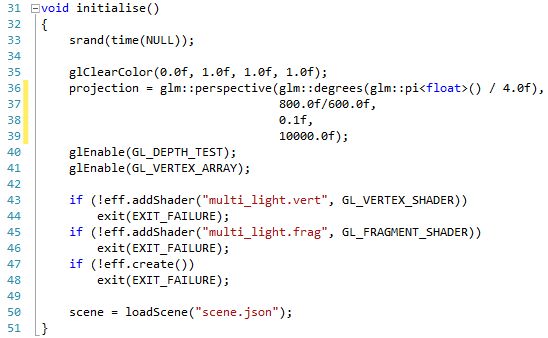 31 void initialise()
32 {
33     srand(time(NULL));
34
35     glClearColor(0.0f, 1.0f, 1.0f, 1.0f);
36     projection = glm::perspective(glm::degrees(glm::pi<float>() / 4.0f),
37                                   800.0f/600.0f,
38                                   0.1f,
39                                   10000.0f);
40     glEnable(GL_DEPTH_TEST);
41     glEnable(GL_VERTEX_ARRAY);
42
43     if (!eff.addShader("multi_light.vert", GL_VERTEX_SHADER))
44         exit(EXIT_FAILURE);
45     if (!eff.addShader("multi_light.frag", GL_FRAGMENT_SHADER))
46         exit(EXIT_FAILURE);
47     if (!eff.create())
48         exit(EXIT_FAILURE);
49
50     scene = loadScene("scene.json");
51 }